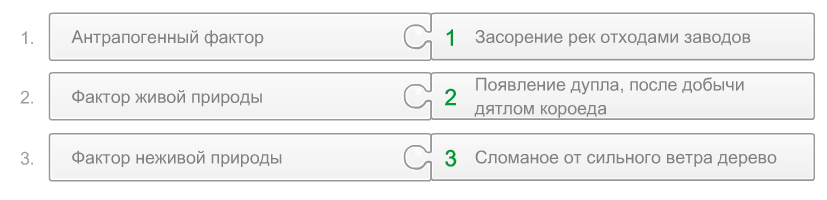 1. Антрапогенный фактор 1 Засорение рек отходами заводов
2. Фактор живой природы 2 Появление дупла, после добычи
дятлом короеда
3. Фактор неживой природы 3 Сломаное от сильного ветра дерево